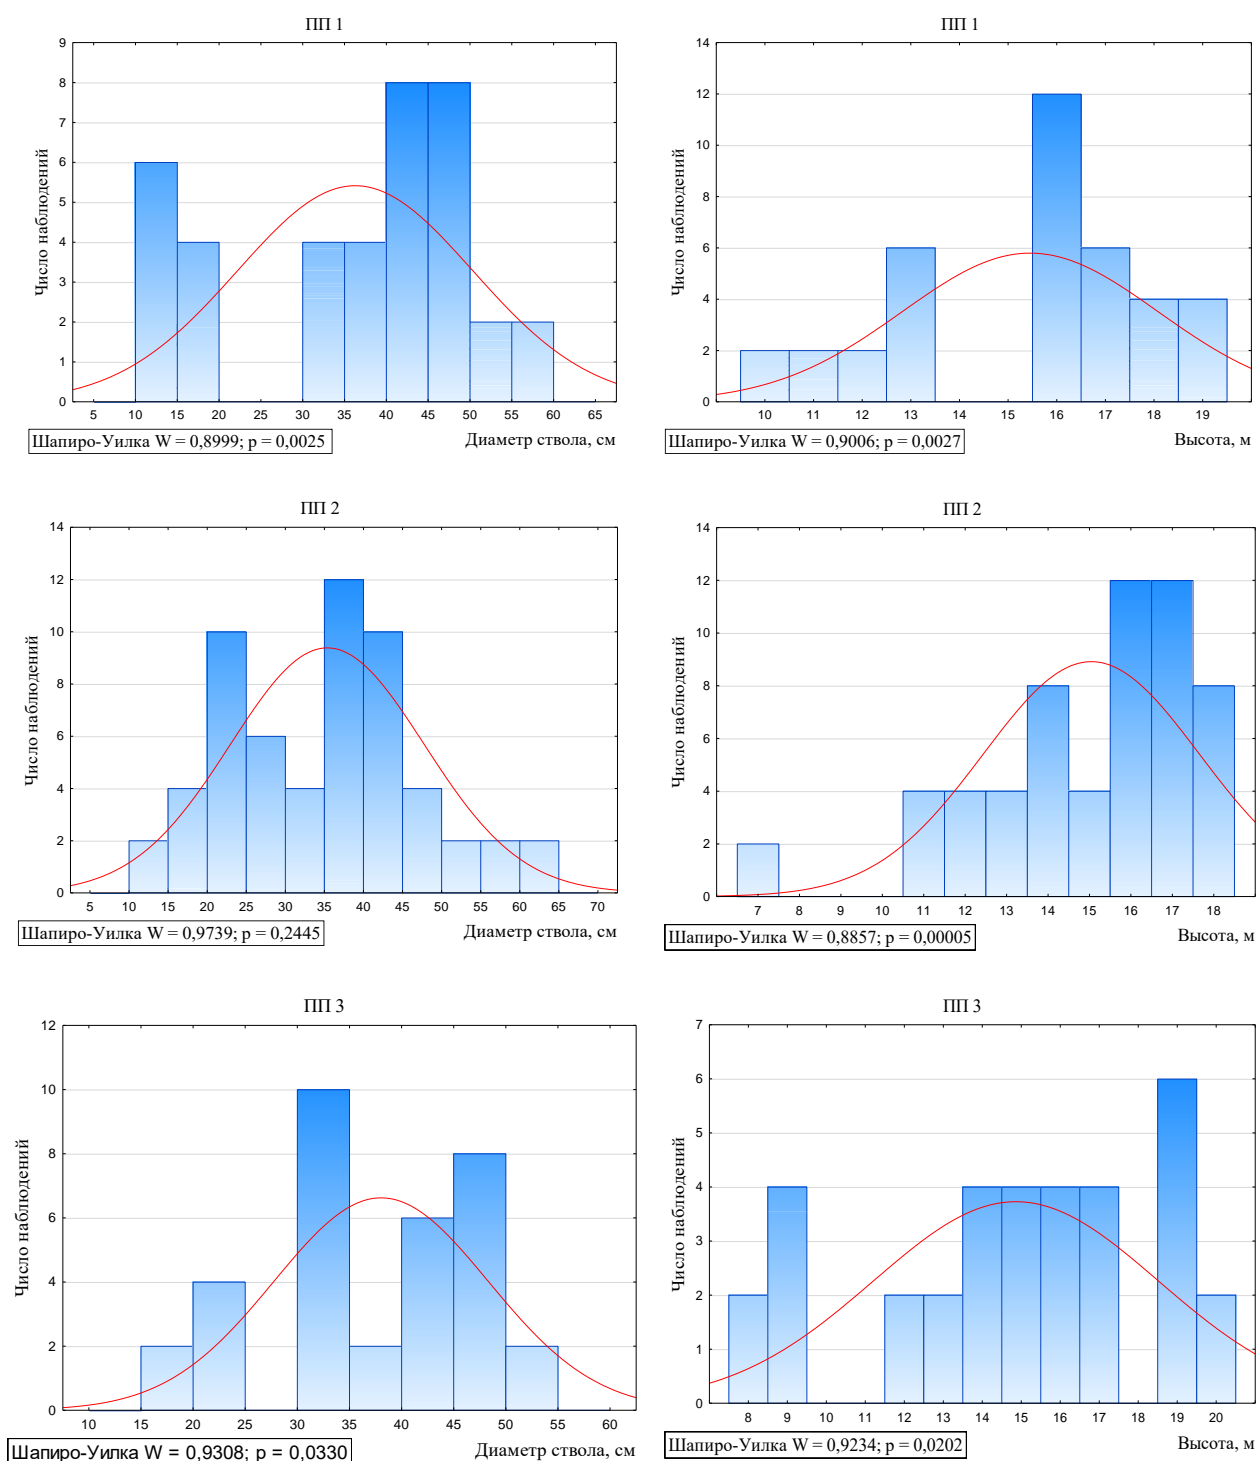 ПП 1
Число наблюдений
9
8
7
6
5
4
3
2
1
0
5 10 15 20 25 30 35 40 45 50 55 60 65
Шапиро-Уилка W = 0,8999; p = 0,0025
Диаметр ствола, см
ПП 1
Число наблюдений
14
12
10
8
6
4
2
0
10 11 12 13 14 15 16 17 18 19
Шапиро-Уилка W = 0,9006; p = 0,0027
Высота, м
ПП 2
Число наблюдений
14
12
10
8
6
4
2
0
5 10 15 20 25 30 35 40 45 50 55 60 65 70
Шапиро-Уилка W = 0,9739; p = 0,2445
Диаметр ствола, см
ПП 2
Число наблюдений
14
12
10
8
6
4
2
0
7 8 9 10 11 12 13 14 15 16 17 18
Шапиро-Уилка W = 0,8857; p = 0,00005
Высота, м
ПП 3
Число наблюдений
12
10
8
6
4
2
0
10 15 20 25 30 35 40 45 50 55 60
Шапиро-Уилка W = 0,9308; p = 0,0330
Диаметр ствола, см
ПП 3
Число наблюдений
7
6
5
4
3
2
1
0
8 9 10 11 12 13 14 15 16 17 18 19 20
Шапиро-Уилка W = 0,9234; p = 0,0202
Высота, м